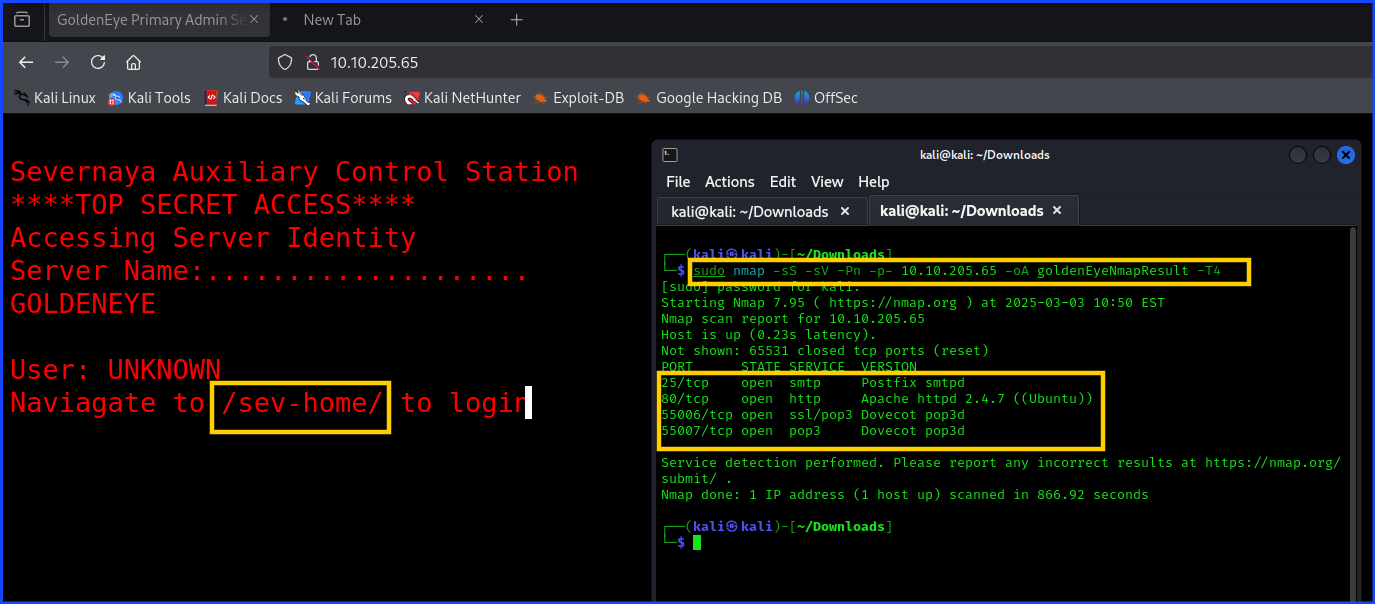 GoldenEye Primary Admin Se
New Tab
10.10.205.65
Kali Linux Kali Tools Kali Docs Kali Forums Kali NetHunter Exploit-DB Google Hacking DB OffSec
Severnaya Auxiliary Control Station
****TOP SECRET ACCESS****
Accessing Server Identity
Server Name:....................
GOLDENEYE
User: UNKNOWN
Naviagate to /sev-home/ to login
kali@kali: ~/Downloads
File Actions Edit View Help
kali@kali: ~/Downloads
kali@kali: ~/Downloads
┌──(kali㉿kali)-[~/Downloads]
└─$ sudo nmap -sS -sV -Pn -p- 10.10.205.65 -oA goldenEyeNmapResult -T4
[sudo] password for kali:
Starting Nmap 7.95 ( https://nmap.org ) at 2025-03-03 10:50 EST
Nmap scan report for 10.10.205.65
Host is up (0.23s latency).
Not shown: 65531 closed tcp ports (reset)
PORT STATE SERVICE VERSION
25/tcp open smtp Postfix smtpd
80/tcp open http Apache httpd 2.4.7 ((Ubuntu))
55006/tcp open ssl/pop3 Dovecot pop3d
55007/tcp open pop3 Dovecot pop3d
Service detection performed. Please report any incorrect results at https://nmap.org/
submit/ .
Nmap done: 1 IP address (1 host up) scanned in 866.92 seconds
┌──(kali㉿kali)-[~/Downloads]
└─$